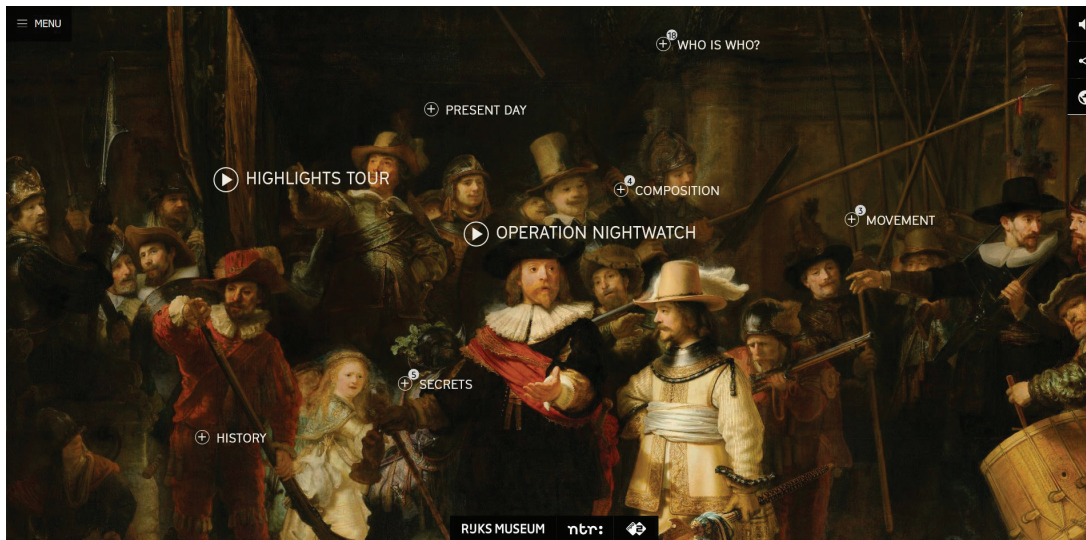 MENU
18
WHO IS WHO?
PRESENT DAY
HIGHLIGHTS TOUR
4
COMPOSITION
3
MOVEMENT
OPERATION NIGHTWATCH
5
SECRETS
HISTORY
RIJKS MUSEUM
ntr: